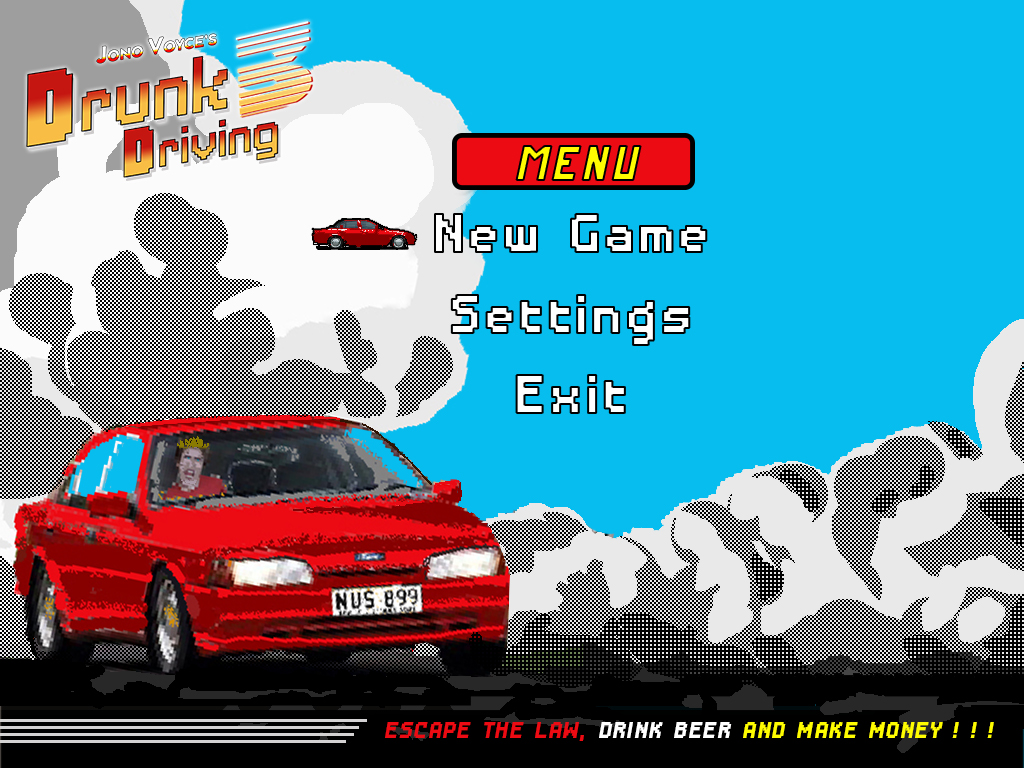 Jono Voyce's
Drunk 3
Driving
MENU
New Game
Settings
Exit
NUS 899
ESCAPE THE LAW, DRINK BEER AND MAKE MONEY!!!